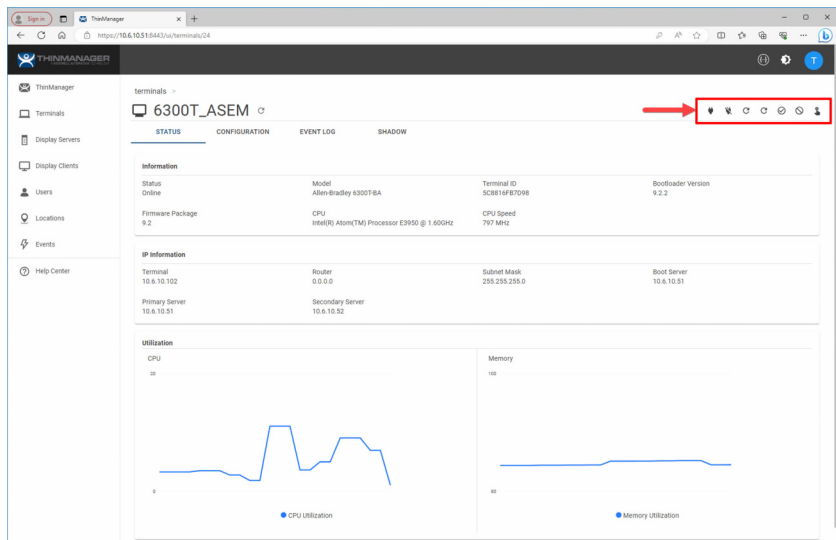 Sign in
ThinManager
https://10.6.10.51:8443/ui/terminals/24
THINMANAGER
T
ThinManager
Terminals
Display Servers
Display Clients
Users
Locations
Events
Help Center
terminals
6300T_ASEM
STATUS CONFIGURATION EVENT LOG SHADOW
Information
Status Model Terminal ID Bootloader Version
Online Allen-Bradley 6300T-BA 5C8816FB7D98 9.2.2
Firmware Package CPU CPU Speed
9.2 Intel(R) Atom(TM) Processor E3950 @ 1.60GHz 797 MHz
IP Information
Terminal Router Subnet Mask Boot Server
10.6.10.102 0.0.0.0 255.255.255.0 10.6.10.51
Primary Server Secondary Server
10.6.10.51 10.6.10.52
Utilization
CPU Memory
20 100
0 50
CPU Utilization Memory Utilization